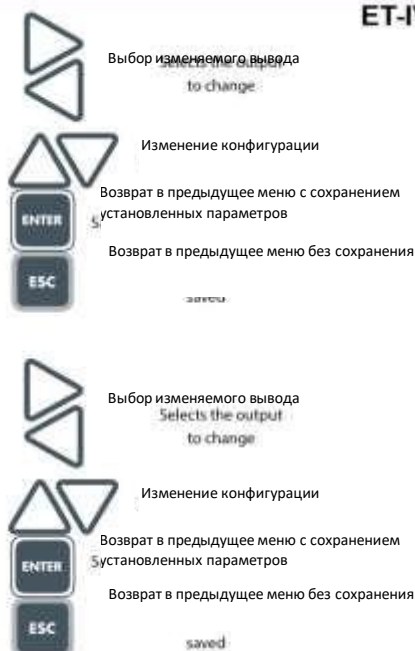 ET-I
Выбор изменяемого вывода
to change
Изменение конфигурации
Возврат в предыдущее меню с сохранением
ENTER
установленных параметров
Возврат в предыдущее меню без сохранения
ESC
saved
Выбор изменяемого вывода
Selects the output
to change
Изменение конфигурации
Возврат в предыдущее меню с сохранением
ENTER
установленных параметров
Возврат в предыдущее меню без сохранения
ESC
saved